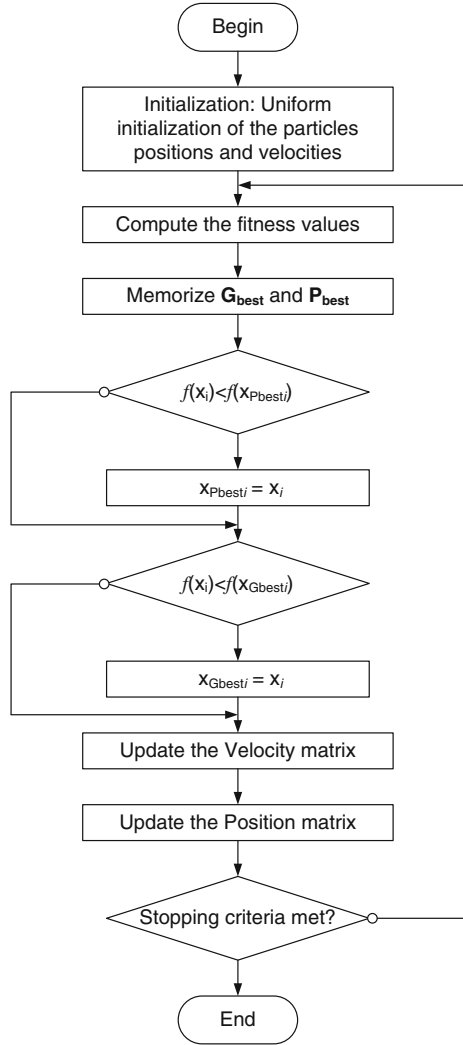 Begin
Initialization: Uniform
initialization of the particles
positions and velocities
Compute the fitness values
Memorize Gbest and Pbest
f(xi)<f(xPbesti)
xPbesti = xi
f(xi)<f(xGbesti)
xGbesti = xi
Update the Velocity matrix
Update the Position matrix
Stopping criteria met?
End